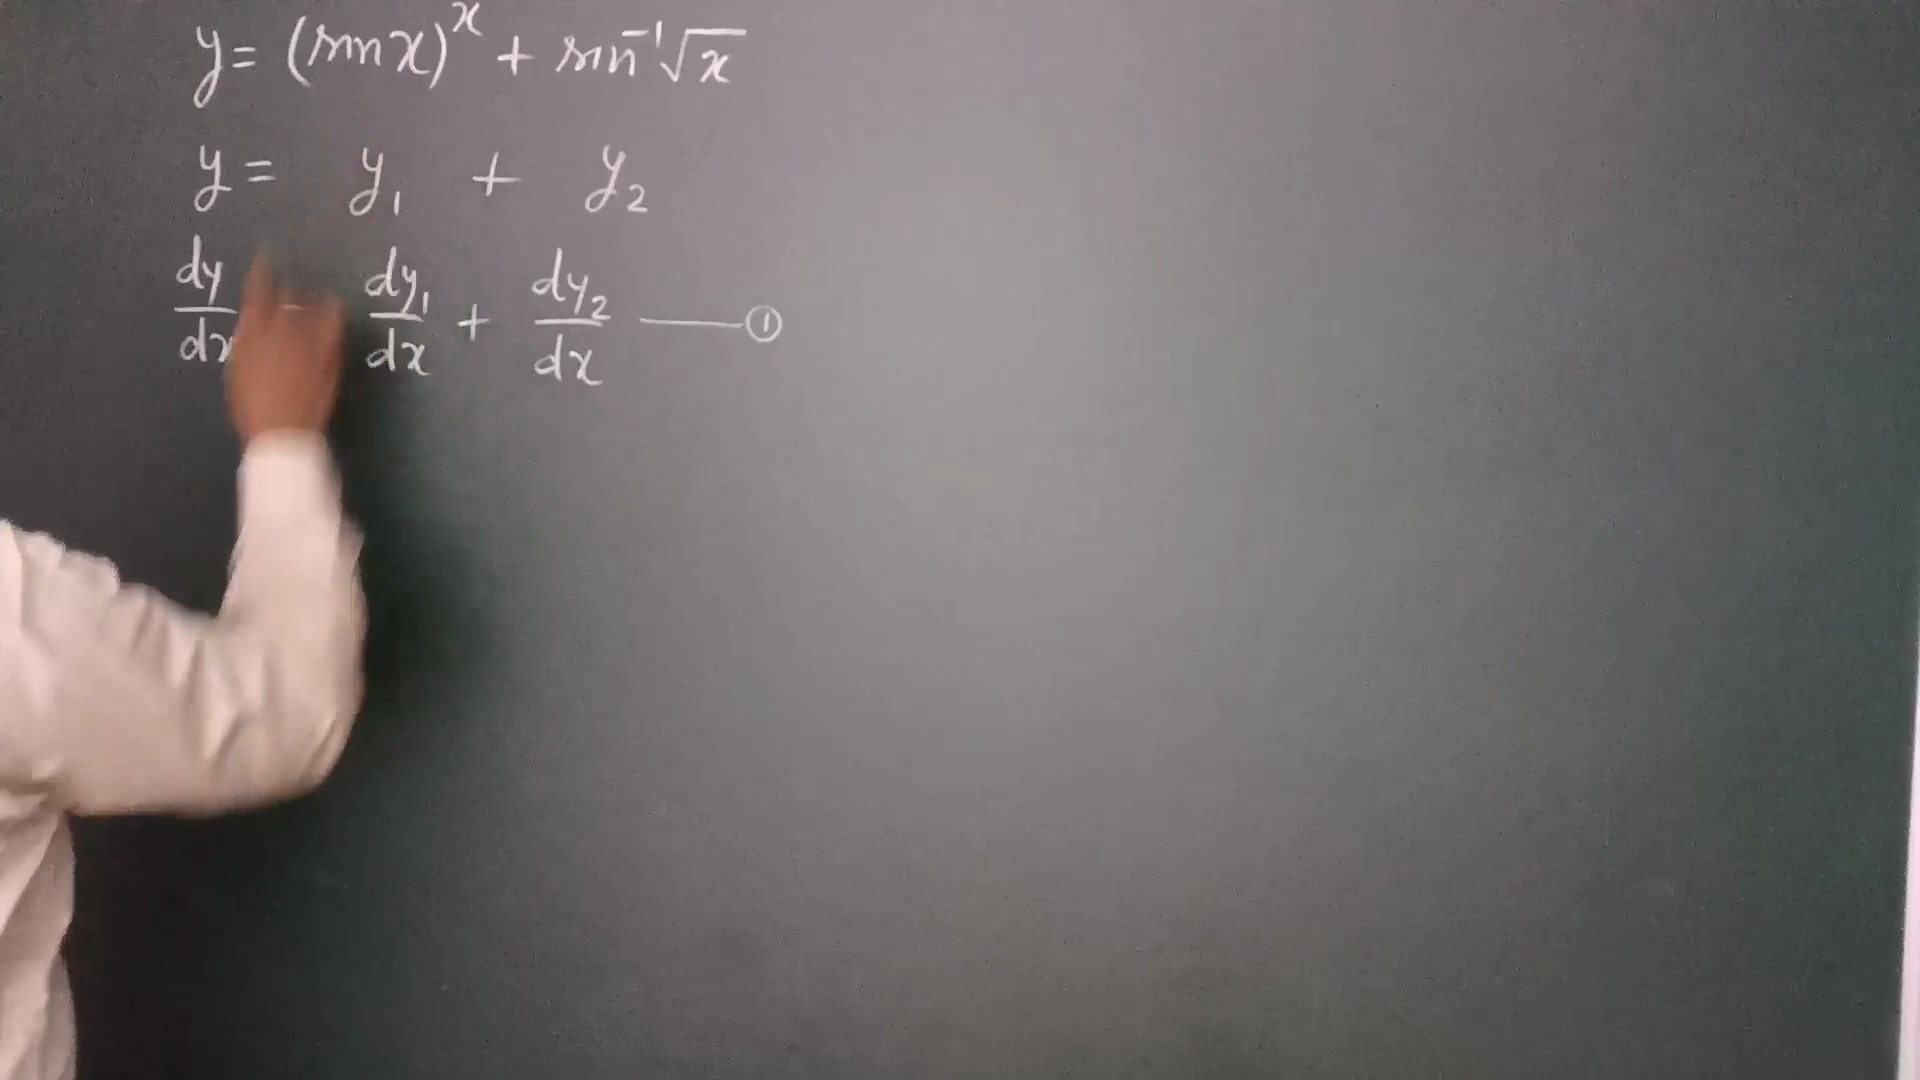 y = (sin x)^x + sin⁻¹√x
y = y₁ + y₂
dy/dx = dy₁/dx + dy₂/dx —— ①